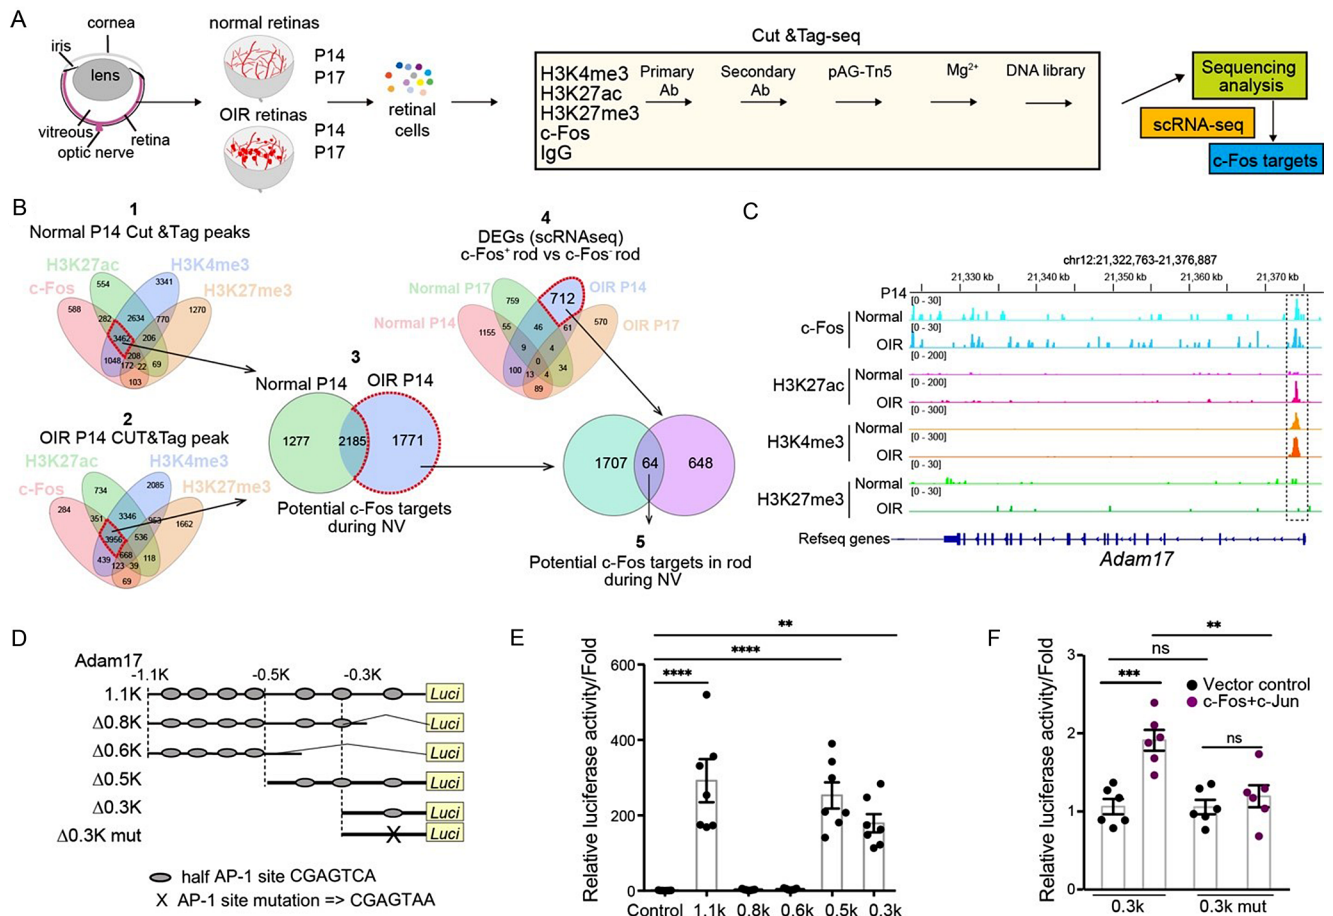 A
cornea
iris
lens
vitreous
optic nerve
retina
normal retinas
P14
P17
OIR retinas
P14
P17
retinal
cells
Cut &Tag-seq
H3K4me3
H3K27ac
H3K27me3
c-Fos
IgG
Primary
Ab
Secondary
Ab
pAG-Tn5
Mg2+
DNA library
Sequencing
analysis
scRNA-seq
c-Fos targets
B
1
Normal P14 Cut &Tag peaks
H3K27ac
H3K4me3
c-Fos
H3K27me3
554
3341
588
1270
282
2634
770
3462
206
1048
208
172
22
69
103
2
OIR P14 CUT&Tag peak
H3K27ac
H3K4me3
c-Fos
H3K27me3
734
2085
284
1662
351
3346
953
3956
536
439
668
123
39
118
69
3
Normal P14
OIR P14
1277
2185
1771
Potential c-Fos targets
during NV
4
DEGs (scRNAseq)
c-Fos+ rod vs c-Fos- rod
Normal P17
OIR P14
Normal P14
OIR P17
759
712
1155
570
55
46
61
9
4
100
0
34
13
4
89
1707
64
648
5
Potential c-Fos targets in rod
during NV
C
chr12:21,322,763-21,376,887
21,330 kb
21,340 kb
21,350 kb
21,360 kb
21,370 kb
P14
c-Fos
Normal
[0 - 30]
OIR
[0 - 30]
H3K27ac
Normal
[0 - 200]
OIR
[0 - 200]
H3K4me3
Normal
[0 - 300]
OIR
[0 - 300]
H3K27me3
Normal
[0 - 30]
OIR
[0 - 30]
Refseq genes
Adam17
D
Adam17
-1.1K
-0.5K
-0.3K
1.1K
Luci
Δ0.8K
Luci
Δ0.6K
Luci
Δ0.5K
Luci
Δ0.3K
Luci
Δ0.3K mut
X
Luci
half AP-1 site CGAGTCA
X AP-1 site mutation => CGAGTAA
E
Relative luciferase activity/Fold
600
400
200
0
**
****
****
Control
1.1k
0.8k
0.6k
0.5k
0.3k
F
Relative luciferase activity/Fold
3
2
1
0
**
ns
***
ns
Vector control
c-Fos+c-Jun
0.3k
0.3k mut